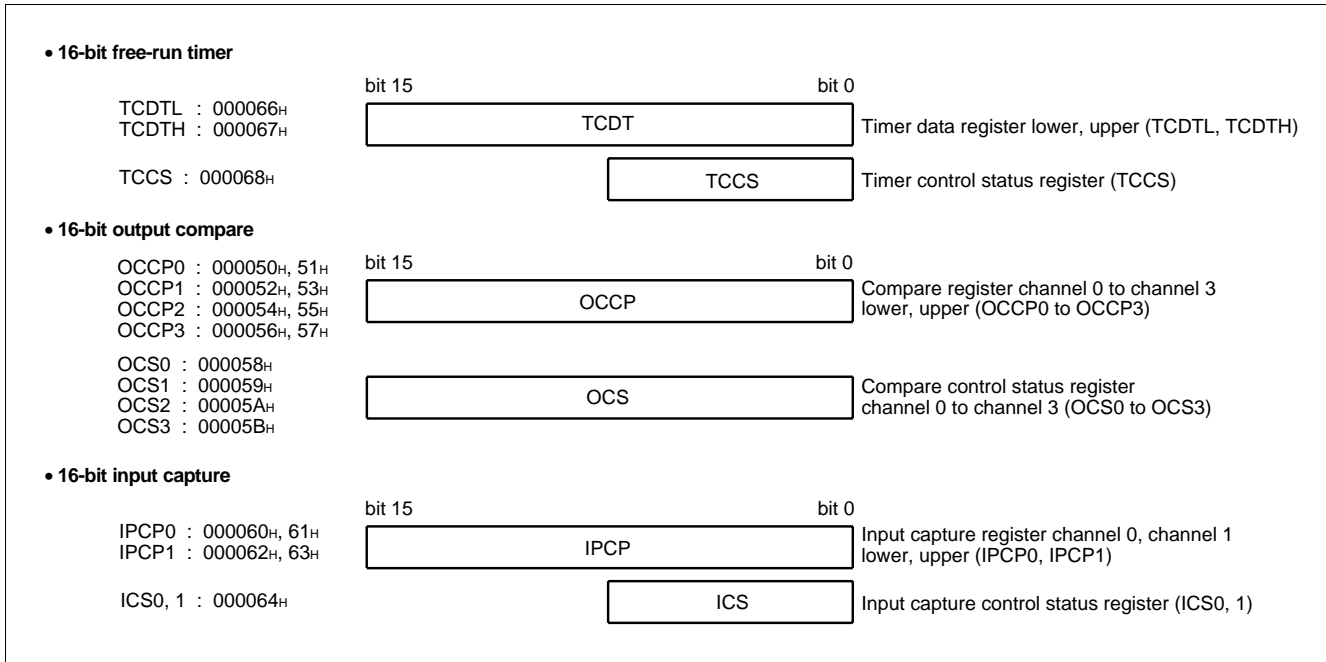 • 16-bit free-run timer
bit 15 bit 0
TCDTL : 000066H
TCDTH : 000067H
TCDT
Timer data register lower, upper (TCDTL, TCDTH)
TCCS : 000068H
TCCS
Timer control status register (TCCS)
• 16-bit output compare
bit 15 bit 0
OCCP0 : 000050H, 51H
OCCP1 : 000052H, 53H
OCCP2 : 000054H, 55H
OCCP3 : 000056H, 57H
OCCP
Compare register channel 0 to channel 3
lower, upper (OCCP0 to OCCP3)
OCS0 : 000058H
OCS1 : 000059H
OCS2 : 00005AH
OCS3 : 00005BH
OCS
Compare control status register
channel 0 to channel 3 (OCS0 to OCS3)
• 16-bit input capture
bit 15 bit 0
IPCP0 : 000060H, 61H
IPCP1 : 000062H, 63H
IPCP
Input capture register channel 0, channel 1
lower, upper (IPCP0, IPCP1)
ICS0, 1 : 000064H
ICS
Input capture control status register (ICS0, 1)